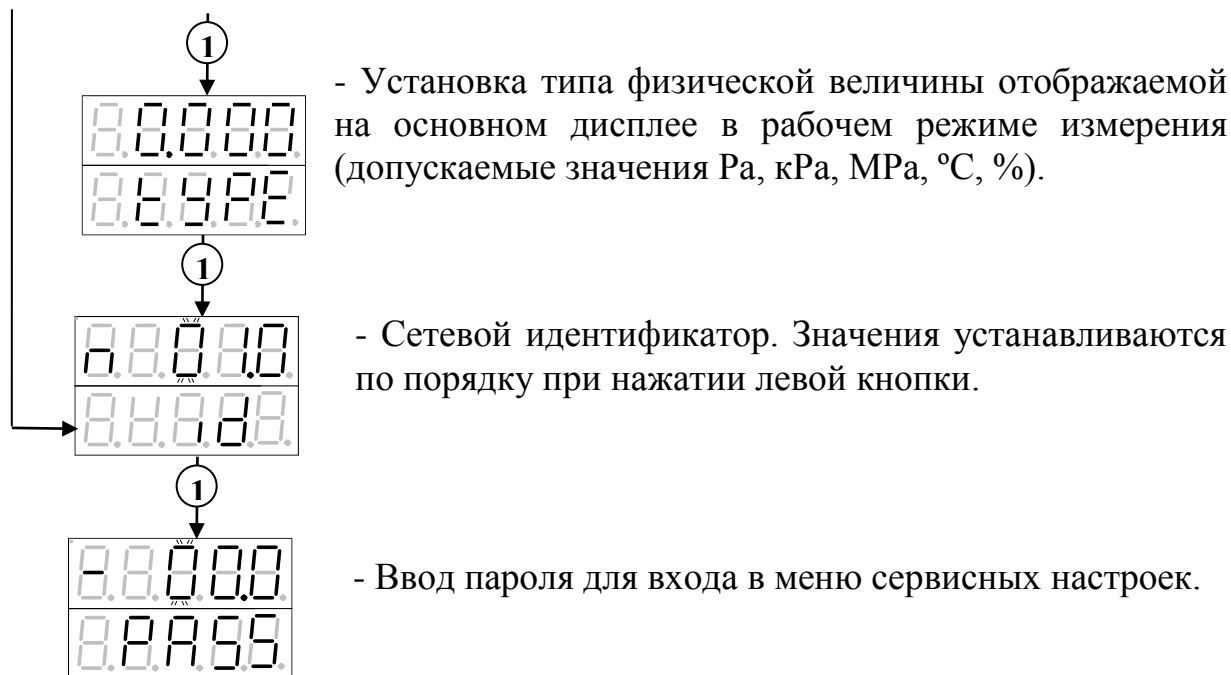 1
- Установка типа физической величины отображаемой
на основном дисплее в рабочем режиме измерения
(допускаемые значения Pa, кPa, MPa, ºC, %).
0.000
tYPE
1
n 01.0
id
- Сетевой идентификатор. Значения устанавливаются
по порядку при нажатии левой кнопки.
1
- 00.0
PASS
- Ввод пароля для входа в меню сервисных настроек.